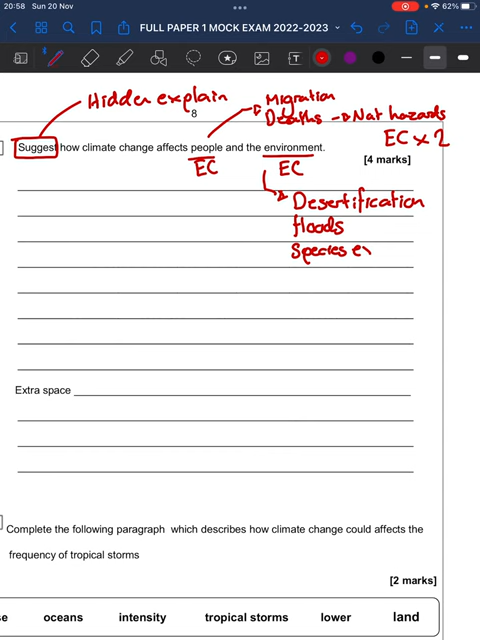 20:58 Sun 20 Nov
62%
FULL PAPER 1 MOCK EXAM 2022-2023
Hidden explain
Migration
Deaths → Nat hazards
8
EC x 2
Suggest how climate change affects people and the environment.
[4 marks]
EC
EC
Desertification
floods
Species ex
Extra space
Complete the following paragraph which describes how climate change could affects the
frequency of tropical storms
[2 marks]
se oceans intensity tropical storms lower land